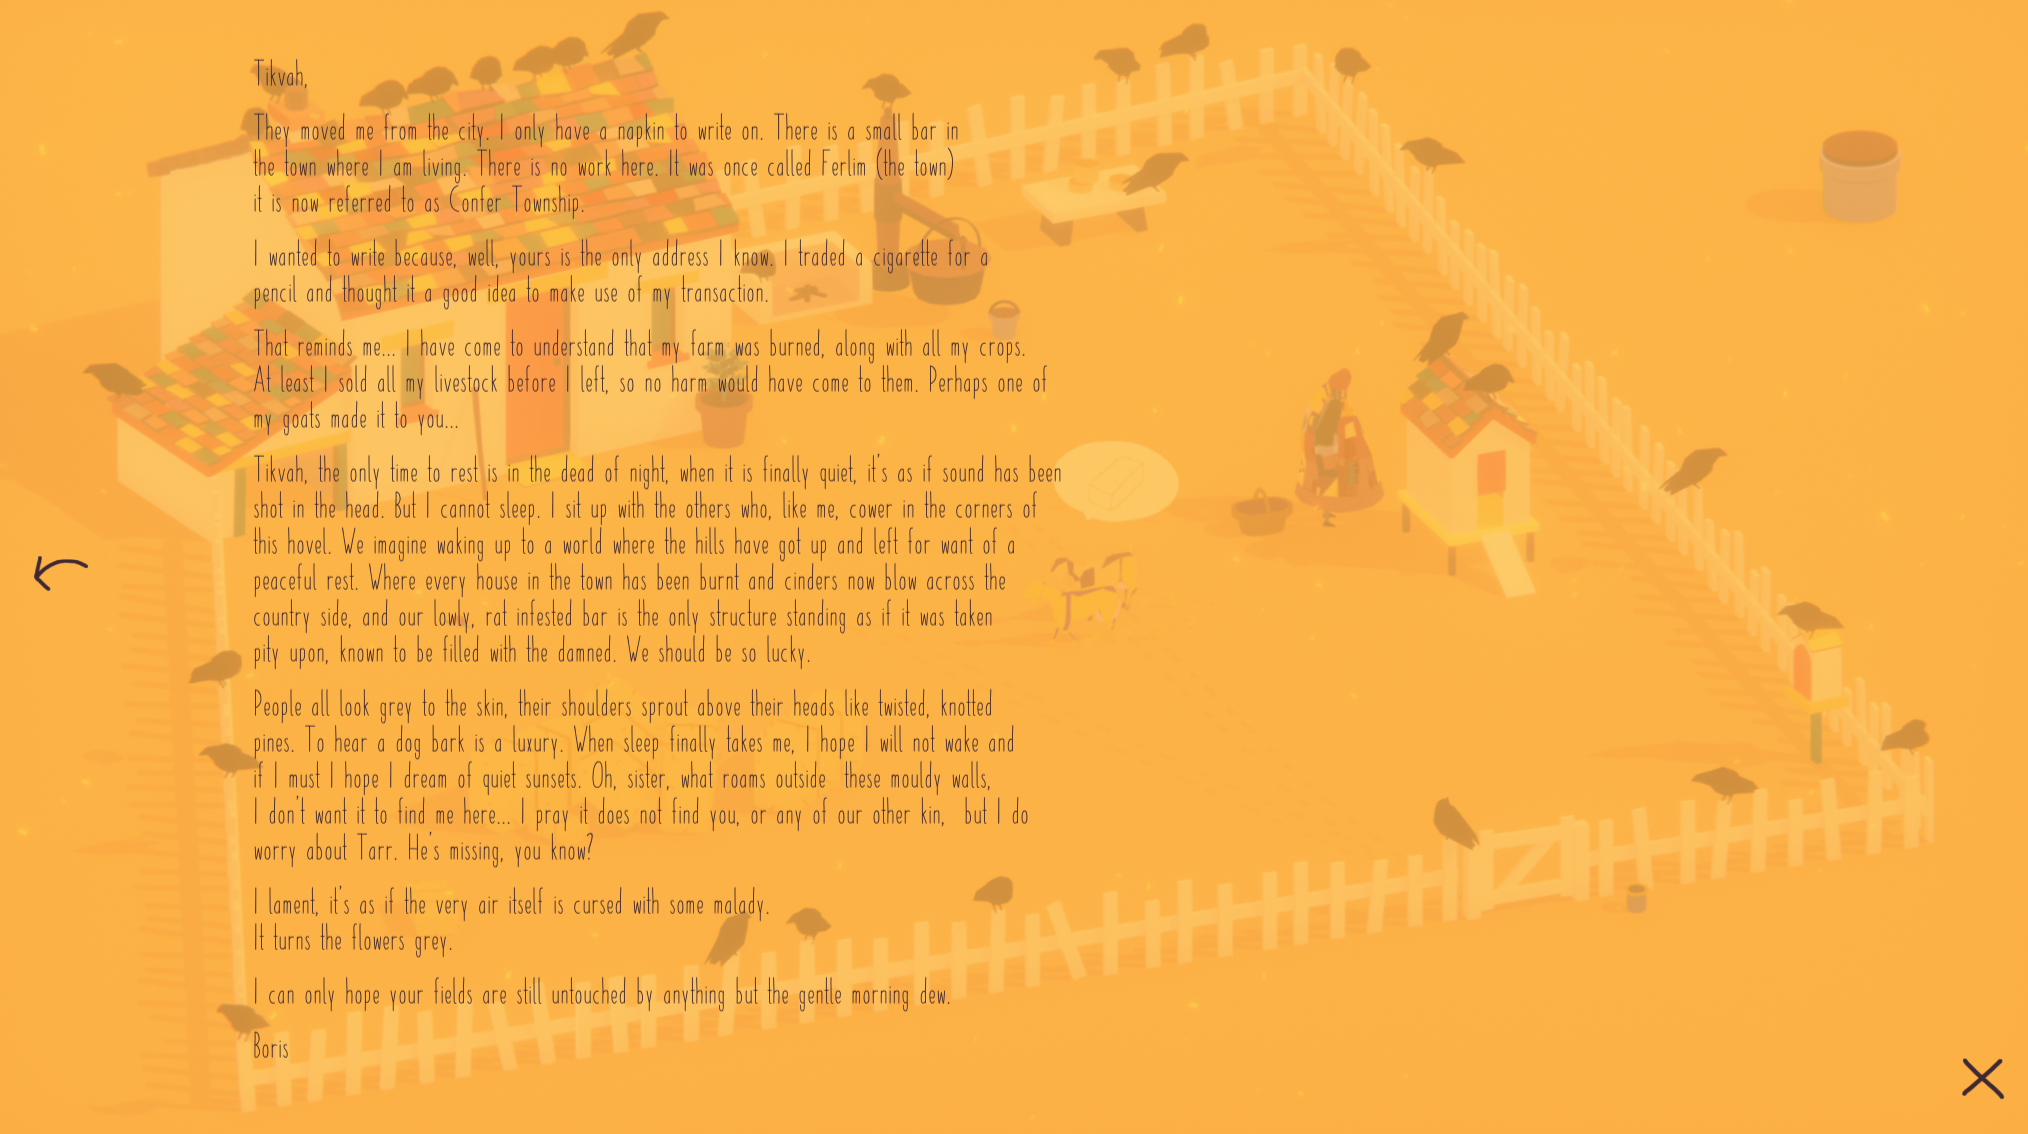 Tikvah,
They moved me from the city. I only have a napkin to write on. There is a small bar in
the town where I am living. There is no work here. It was once called Ferlim (the town)
it is now referred to as Confer Township.
I wanted to write because, well, yours is the only address I know. I traded a cigarette for a
pencil and thought it a good idea to make use of my transaction.
That reminds me... I have come to understand that my farm was burned, along with all my crops.
At least I sold all my livestock before I left, so no harm would have come to them. Perhaps one of
my goats made it to you...
Tikvah, the only time to rest is in the dead of night, when it is finally quiet, it's as if sound has been
shot in the head. But I cannot sleep. I sit up with the others who, like me, cower in the corners of
this hovel. We imagine waking up to a world where the hills have got up and left for want of a
peaceful rest. Where every house in the town has been burnt and cinders now blow across the
country side, and our lowly, rat infested bar is the only structure standing as if it was taken
pity upon, known to be filled with the damned. We should be so lucky.
People all look grey to the skin, their shoulders sprout above their heads like twisted, knotted
pines. To hear a dog bark is a luxury. When sleep finally takes me, I hope I will not wake and
if I must I hope I dream of quiet sunsets. Oh, sister, what roams outside these mouldy walls,
I don't want it to find me here... I pray it does not find you, or any of our other kin, but I do
worry about Tarr. He's missing, you know?
I lament, it's as if the very air itself is cursed with some malady.
It turns the flowers grey.
I can only hope your fields are still untouched by anything but the gentle morning dew.
Boris